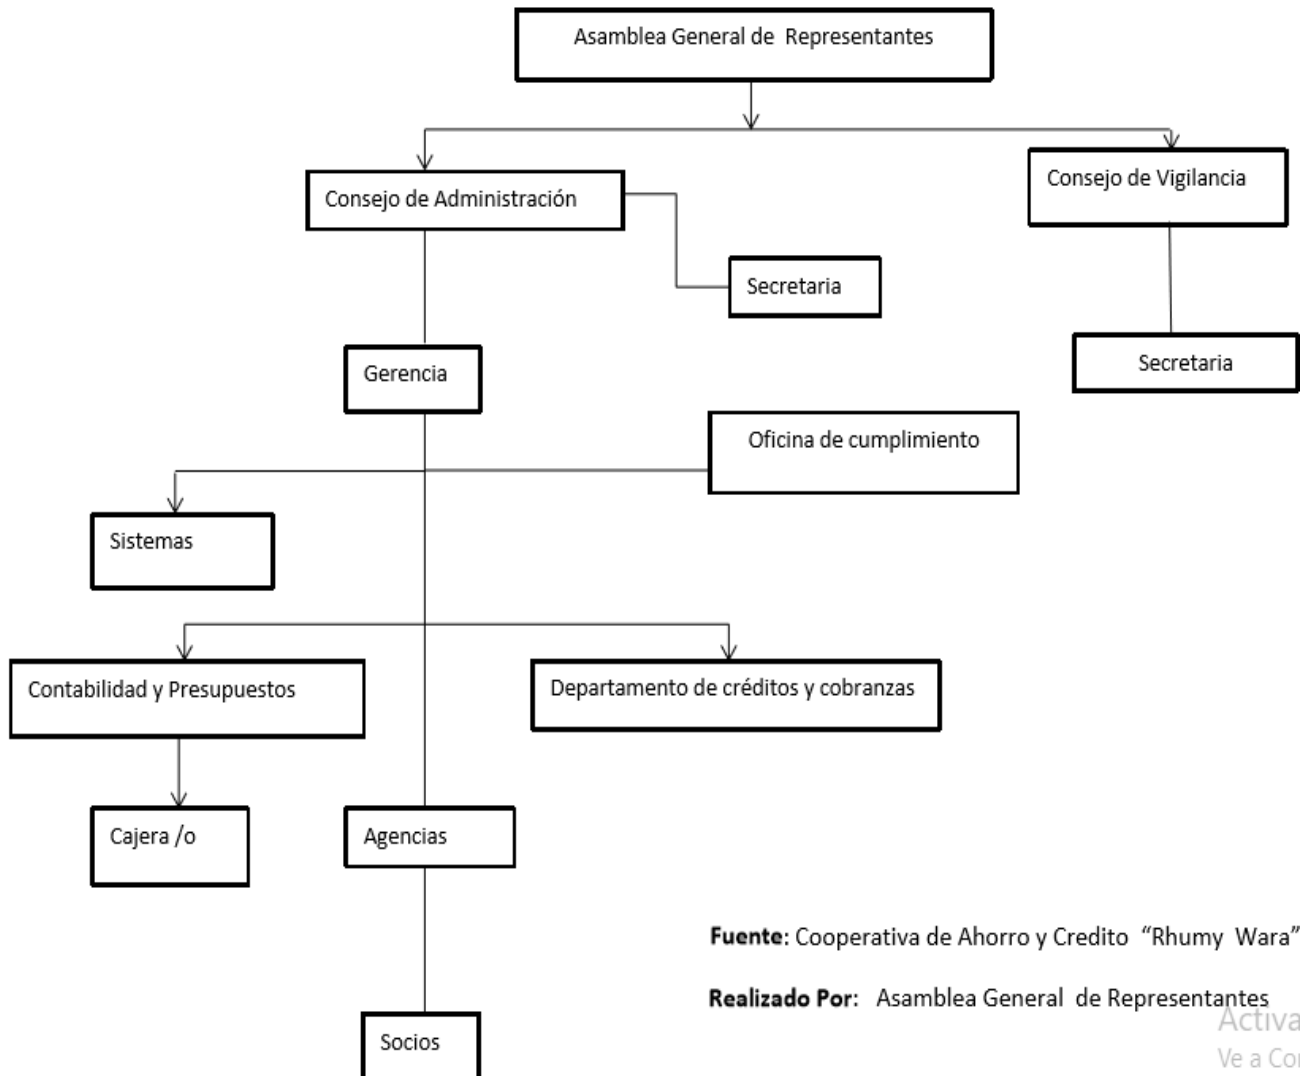 Asamblea General de Representantes
Consejo de Administración
Consejo de Vigilancia
Secretaria
Secretaria
Gerencia
Oficina de cumplimiento
Sistemas
Contabilidad y Presupuestos
Departamento de créditos y cobranzas
Cajera /o
Agencias
Fuente: Cooperativa de Ahorro y Credito “Rhumy Wara”
Realizado Por: Asamblea General de Representantes
Socios
Ve a